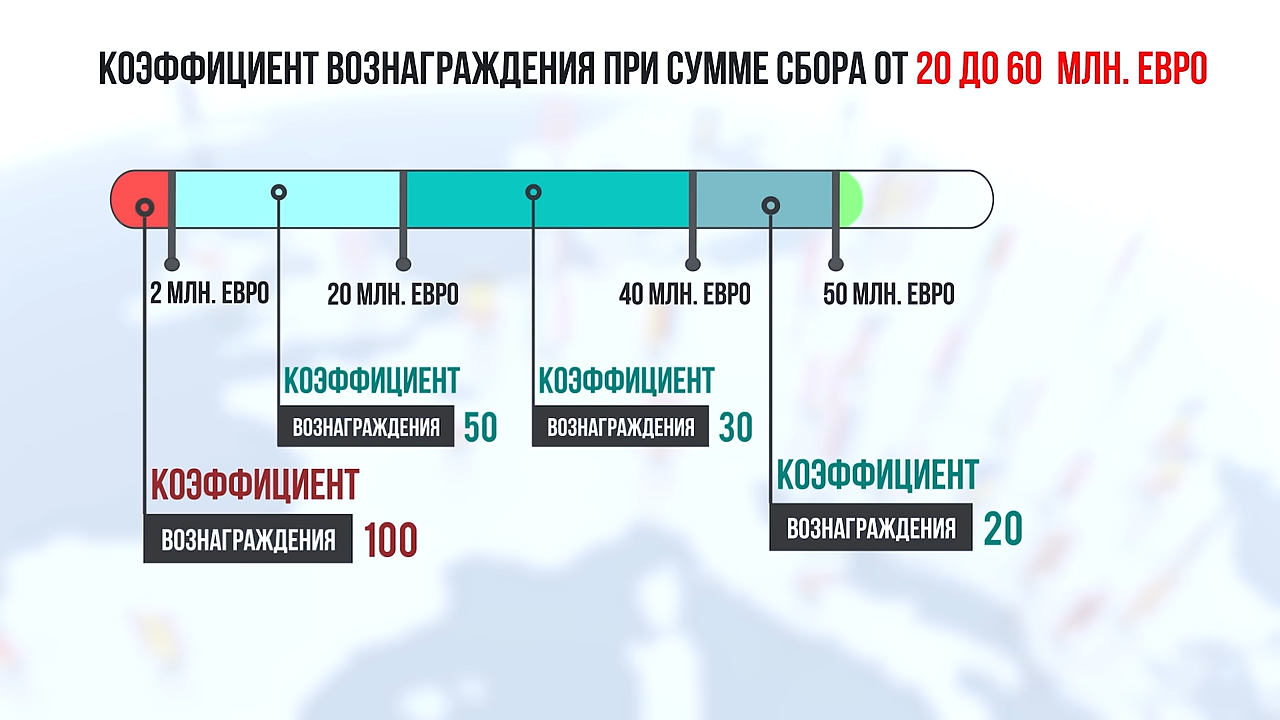 КОЭФФИЦИЕНТ ВОЗНАГРАЖДЕНИЯ ПРИ СУММЕ СБОРА ОТ 20 ДО 60 МЛН. ЕВРО
2 МЛН. ЕВРО
20 МЛН. ЕВРО
40 МЛН. ЕВРО
50 МЛН. ЕВРО
КОЭФФИЦИЕНТ
ВОЗНАГРАЖДЕНИЯ 50
КОЭФФИЦИЕНТ
ВОЗНАГРАЖДЕНИЯ 30
КОЭФФИЦИЕНТ
ВОЗНАГРАЖДЕНИЯ 100
КОЭФФИЦИЕНТ
ВОЗНАГРАЖДЕНИЯ 20